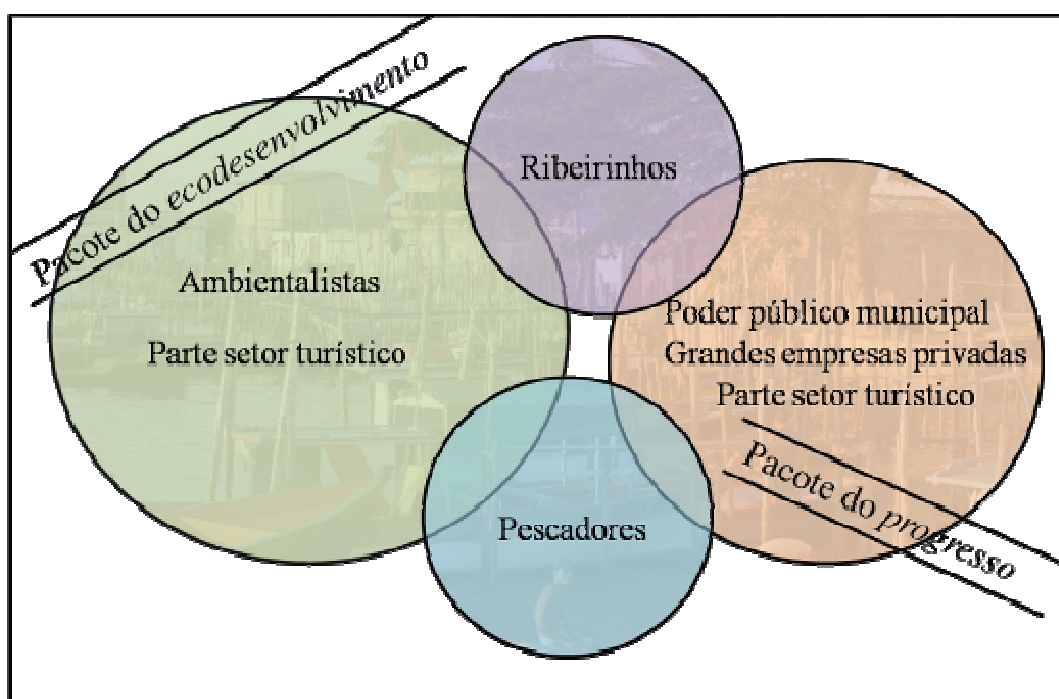 Pacote do ecodesenvolvimento
Ribeirinhos
Ambientalistas
Parte setor turístico
Poder público municipal
Grandes empresas privadas
Parte setor turístico
Pacote do progresso
Pescadores